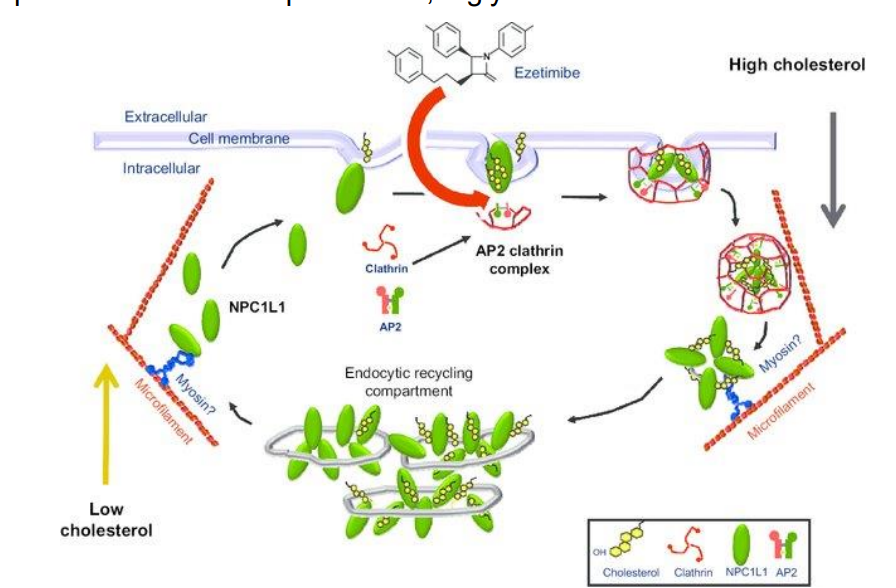 Ezetimibe
N
High cholesterol
Extracellular
Cell membrane
Intracellular
Clathrin
AP2
AP2 clathrin
complex
NPC1L1
Myosin?
Microfilament
Myosin?
Microfilament
Endocytic recycling
compartment
Low
cholesterol
OH
Cholesterol Clathrin NPC1L1 AP2